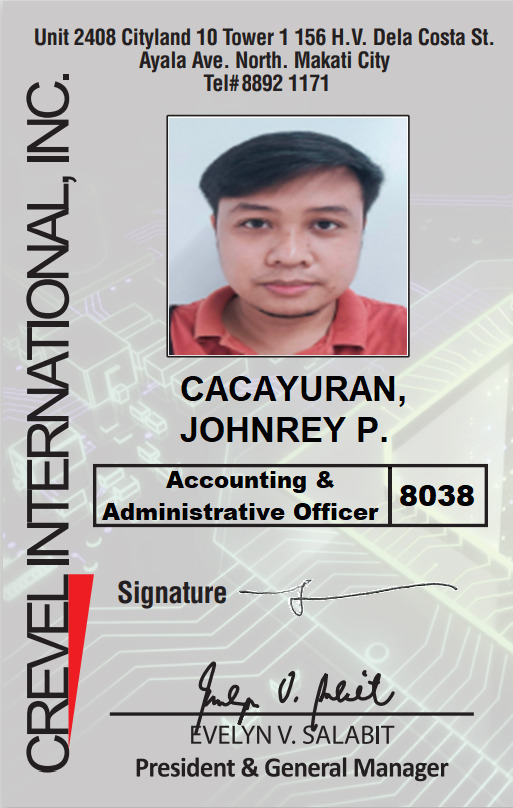 Unit 2408 Cityland 10 Tower 1 156 H.V. Dela Costa St.
Ayala Ave. North. Makati City
Tel# 8892 1171
CREVEL INTERNATIONAL, INC.
CACAYURAN,
JOHNREY P.
Accounting &
Administrative Officer
8038
Signature
EVELYN V. SALABIT
President & General Manager